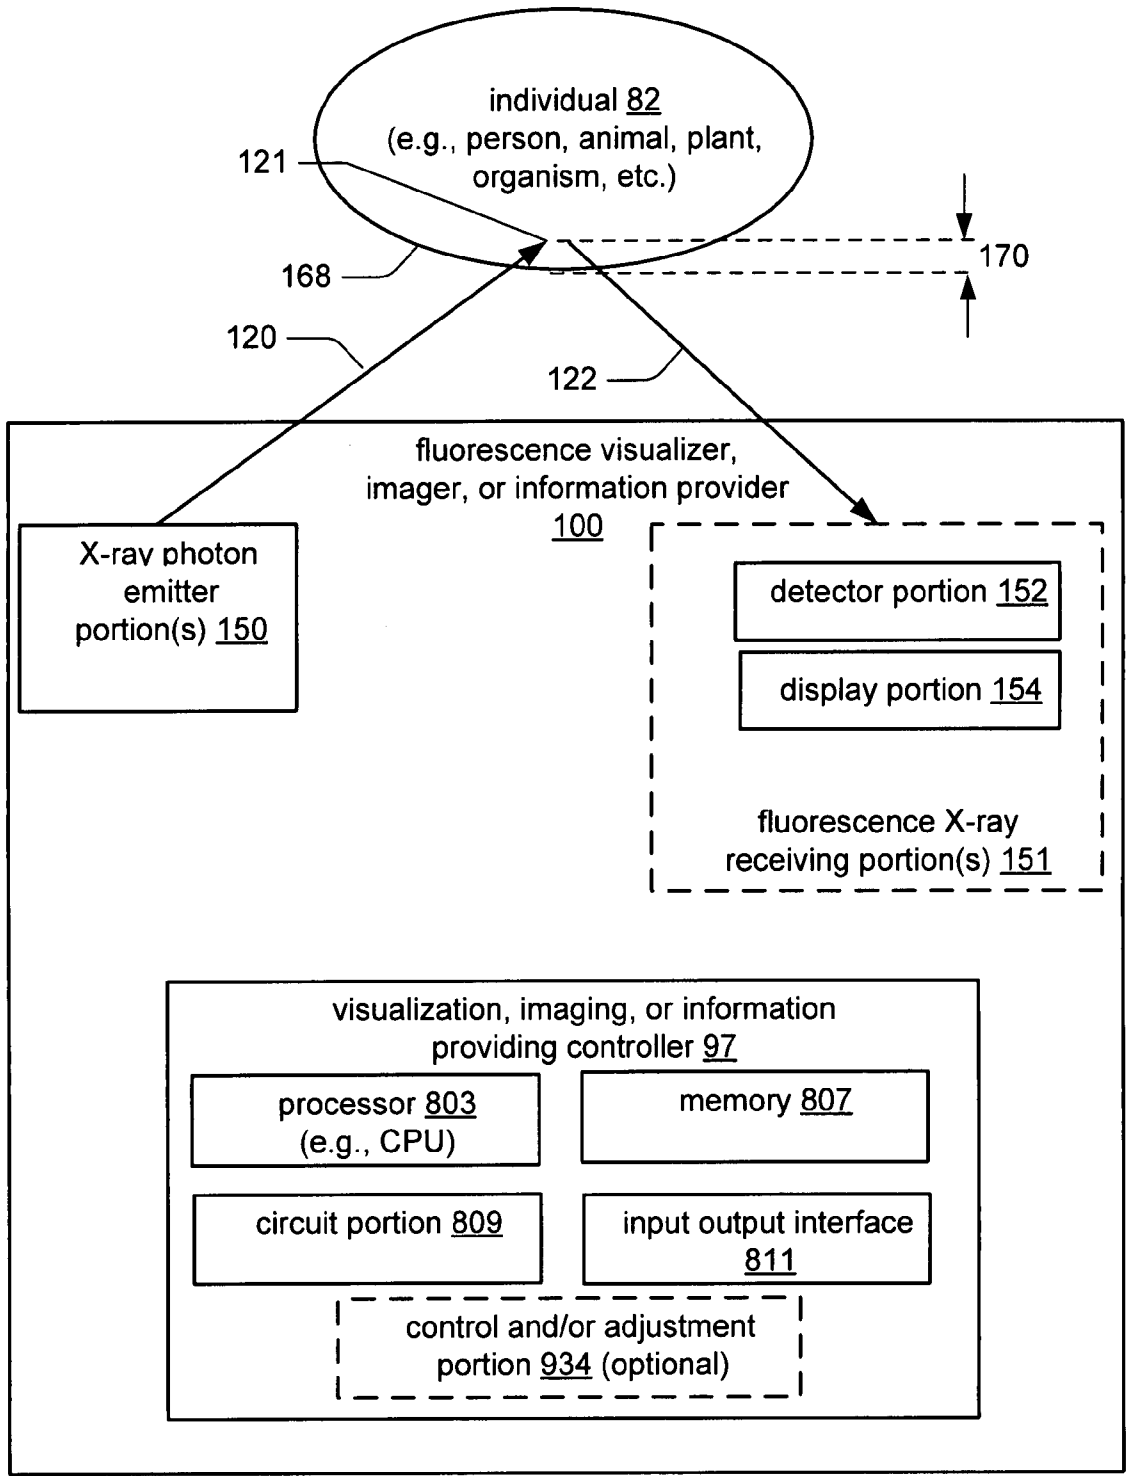 individual 82
(e.g., person, animal, plant,
organism, etc.)
121
168
170
120
122
fluorescence visualizer,
imager, or information provider
100
X-ray photon
emitter
portion(s) 150
detector portion 152
display portion 154
fluorescence X-ray
receiving portion(s) 151
visualization, imaging, or information
providing controller 97
processor 803
(e.g., CPU)
memory 807
circuit portion 809
input output interface
811
control and/or adjustment
portion 934 (optional)